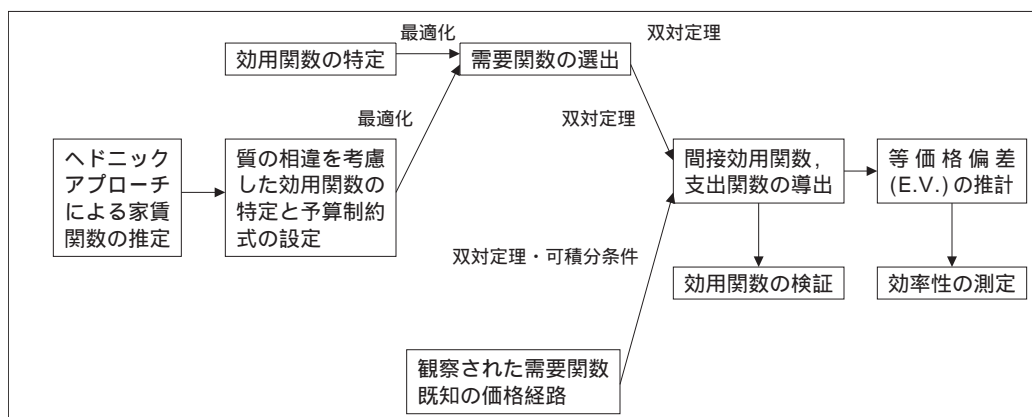 最適化
双対定理
効用関数の特定
需要関数の選出
最適化
双対定理
ヘドニック
アプローチ
による家賃
関数の推定
質の相違を考慮
した効用関数の
特定と予算制約
式の設定
間接効用関数，
支出関数の導出
等価格偏差
(E.V.)の推計
双対定理・可積分条件
効用関数の検証
効率性の測定
観察された需要関数
既知の価格経路